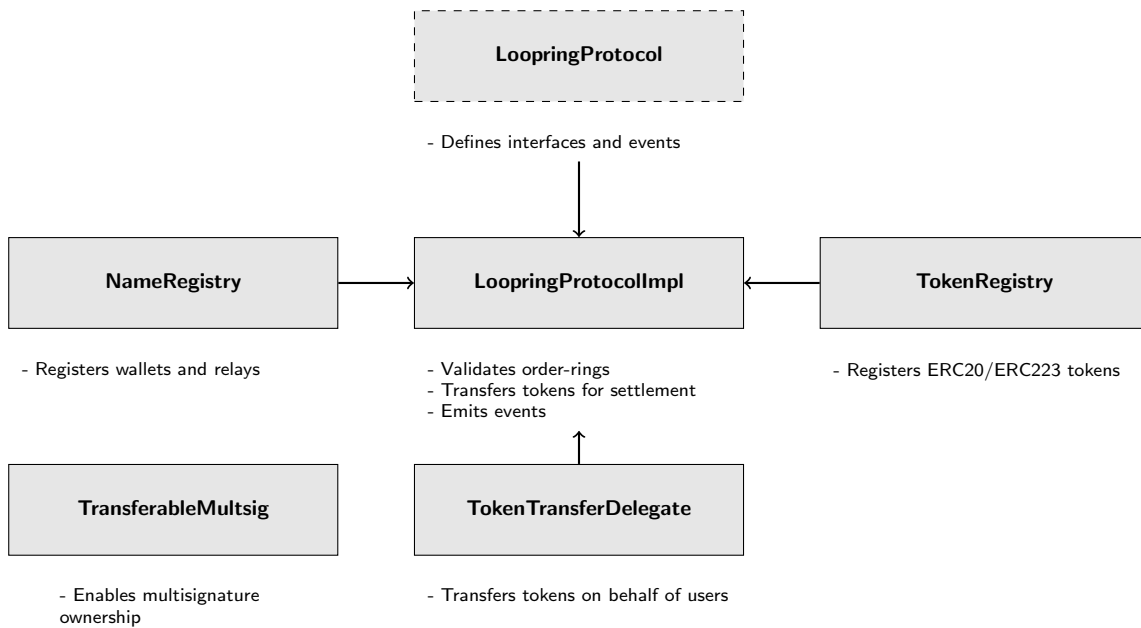 LoopringProtocol
- Defines interfaces and events
NameRegistry
LoopringProtocolImpl
TokenRegistry
- Registers wallets and relays
- Validates order-rings
- Transfers tokens for settlement
- Emits events
- Registers ERC20/ERC223 tokens
TransferableMultsig
TokenTransferDelegate
- Enables multisignature
ownership
- Transfers tokens on behalf of users